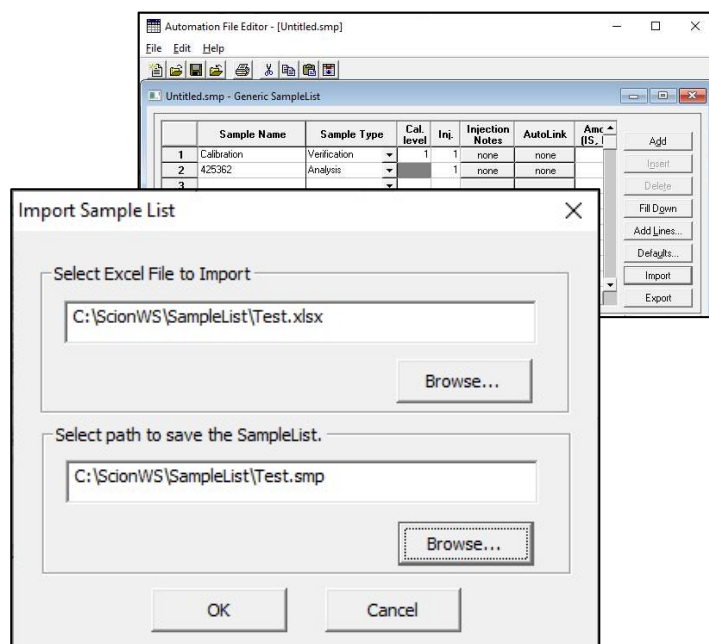 Automation File Editor - [Untitled.smp]
File Edit Help
Untitled.smp - Generic SampleList
Sample Name Sample Type Cal. level Inj. Injection Notes AutoLink
1 Calibration Verification 1 1 none none
2 425362 Analysis 1 none none
3
Add
Insert
Delete
Fill Down
Add Lines...
Defaults...
Import
Export
Import Sample List
Select Excel File to Import
C:\ScionWS\SampleList\Test.xlsx
Browse...
Select path to save the SampleList.
C:\ScionWS\SampleList\Test.smp
Browse...
OK Cancel